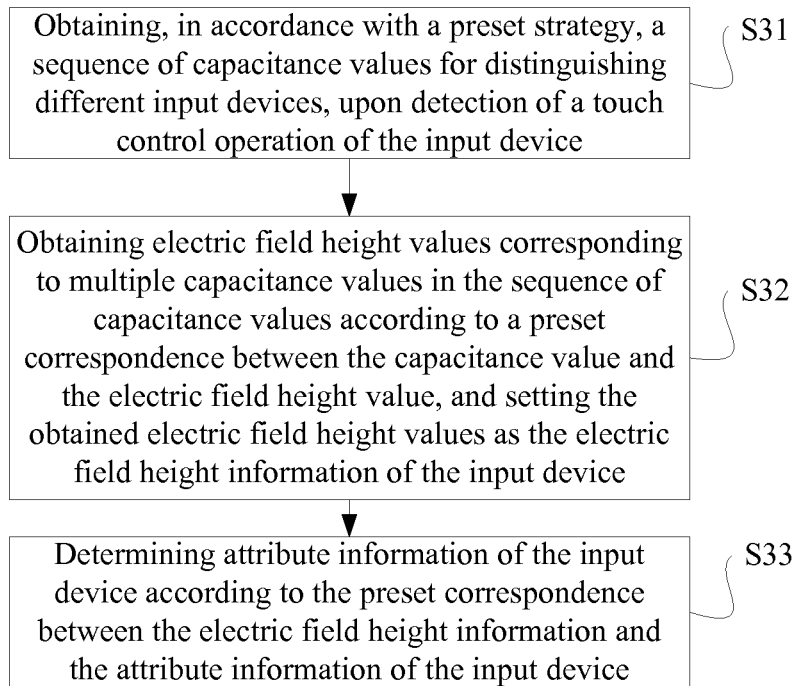 Obtaining, in accordance with a preset strategy, a
sequence of capacitance values for distinguishing
different input devices, upon detection of a touch
control operation of the input device
S31
Obtaining electric field height values corresponding
to multiple capacitance values in the sequence of
capacitance values according to a preset
correspondence between the capacitance value and
the electric field height value, and setting the
obtained electric field height values as the electric
field height information of the input device
S32
Determining attribute information of the input
device according to the preset correspondence
between the electric field height information and
the attribute information of the input device
S33